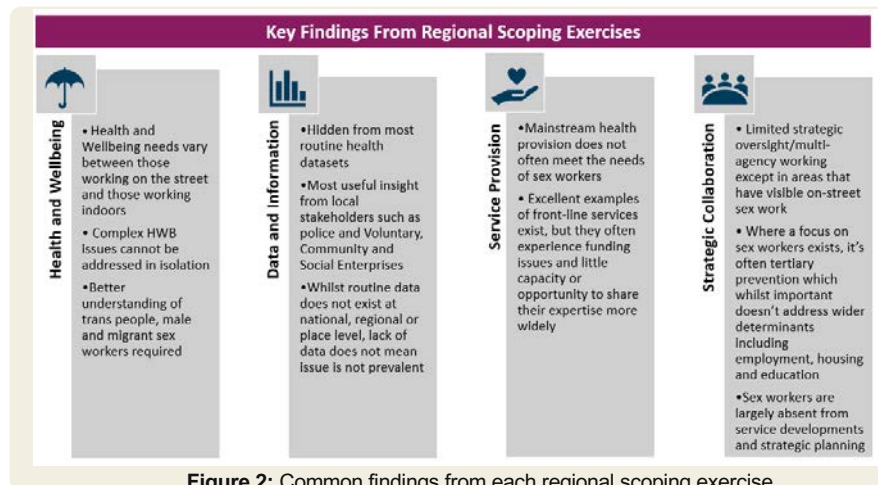 Key Findings From Regional Scoping Exercises
Health and Wellbeing
• Health and
Wellbeing needs vary
between those
working on the street
and those working
indoors
• Complex HWB
issues cannot be
addressed in isolation
•Better
understanding of
trans people, male
and migrant sex
workers required
Data and Information
•Hidden from most
routine health
datasets
•Most useful insight
from local
stakeholders such as
police and Voluntary,
Community and
Social Enterprises
•Whilst routine data
does not exist at
national, regional or
place level, lack of
data does not mean
issue is not prevalent
Service Provision
•Mainstream health
provision does not
often meet the needs
of sex workers
• Excellent examples
of front-line services
exist, but they often
experience funding
issues and little
capacity or
opportunity to share
their expertise more
widely
Strategic Collaboration
• Limited strategic
oversight/multi-
agency working
except in areas that
have visible on-street
sex work
• Where a focus on
sex workers exists, it's
often tertiary
prevention which
whilst important
doesn't address wider
determinants
including
employment, housing
and education
•Sex workers are
largely absent from
service developments
and strategic planning
Figure 2: Common findings from each regional scoping exercise